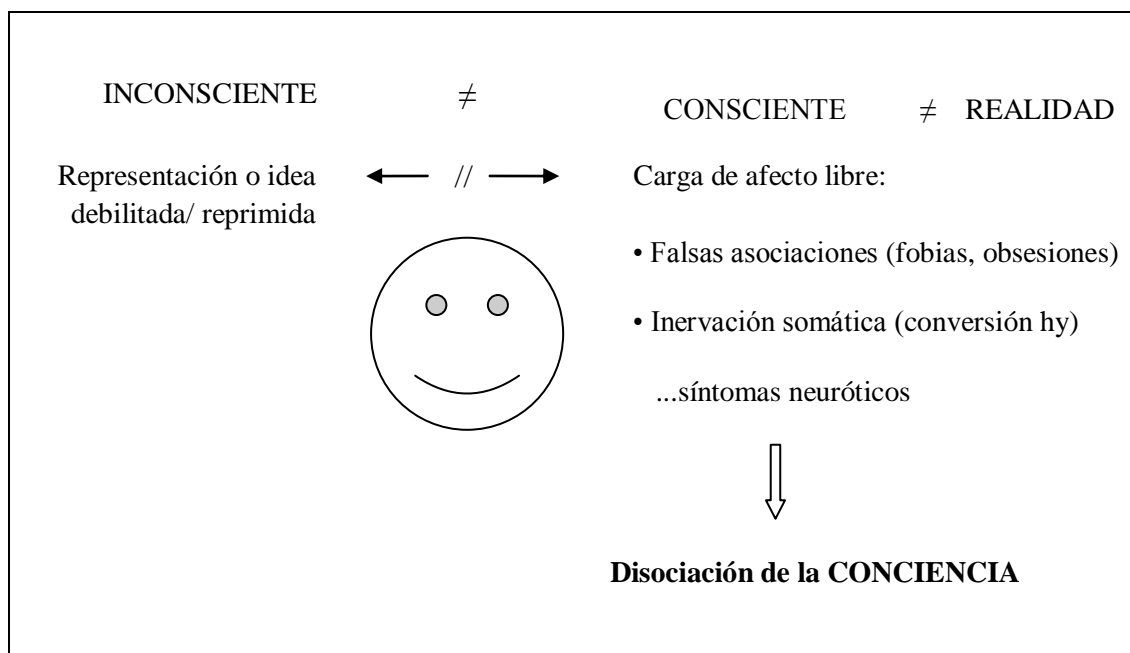 INCONSCIENTE ≠ CONSCIENTE ≠ REALIDAD
Representación o idea // Carga de afecto libre:
debilitada/ reprimida
• Falsas asociaciones (fobias, obsesiones)
• Inervación somática (conversión hy)
...síntomas neuróticos
Disociación de la CONCIENCIA